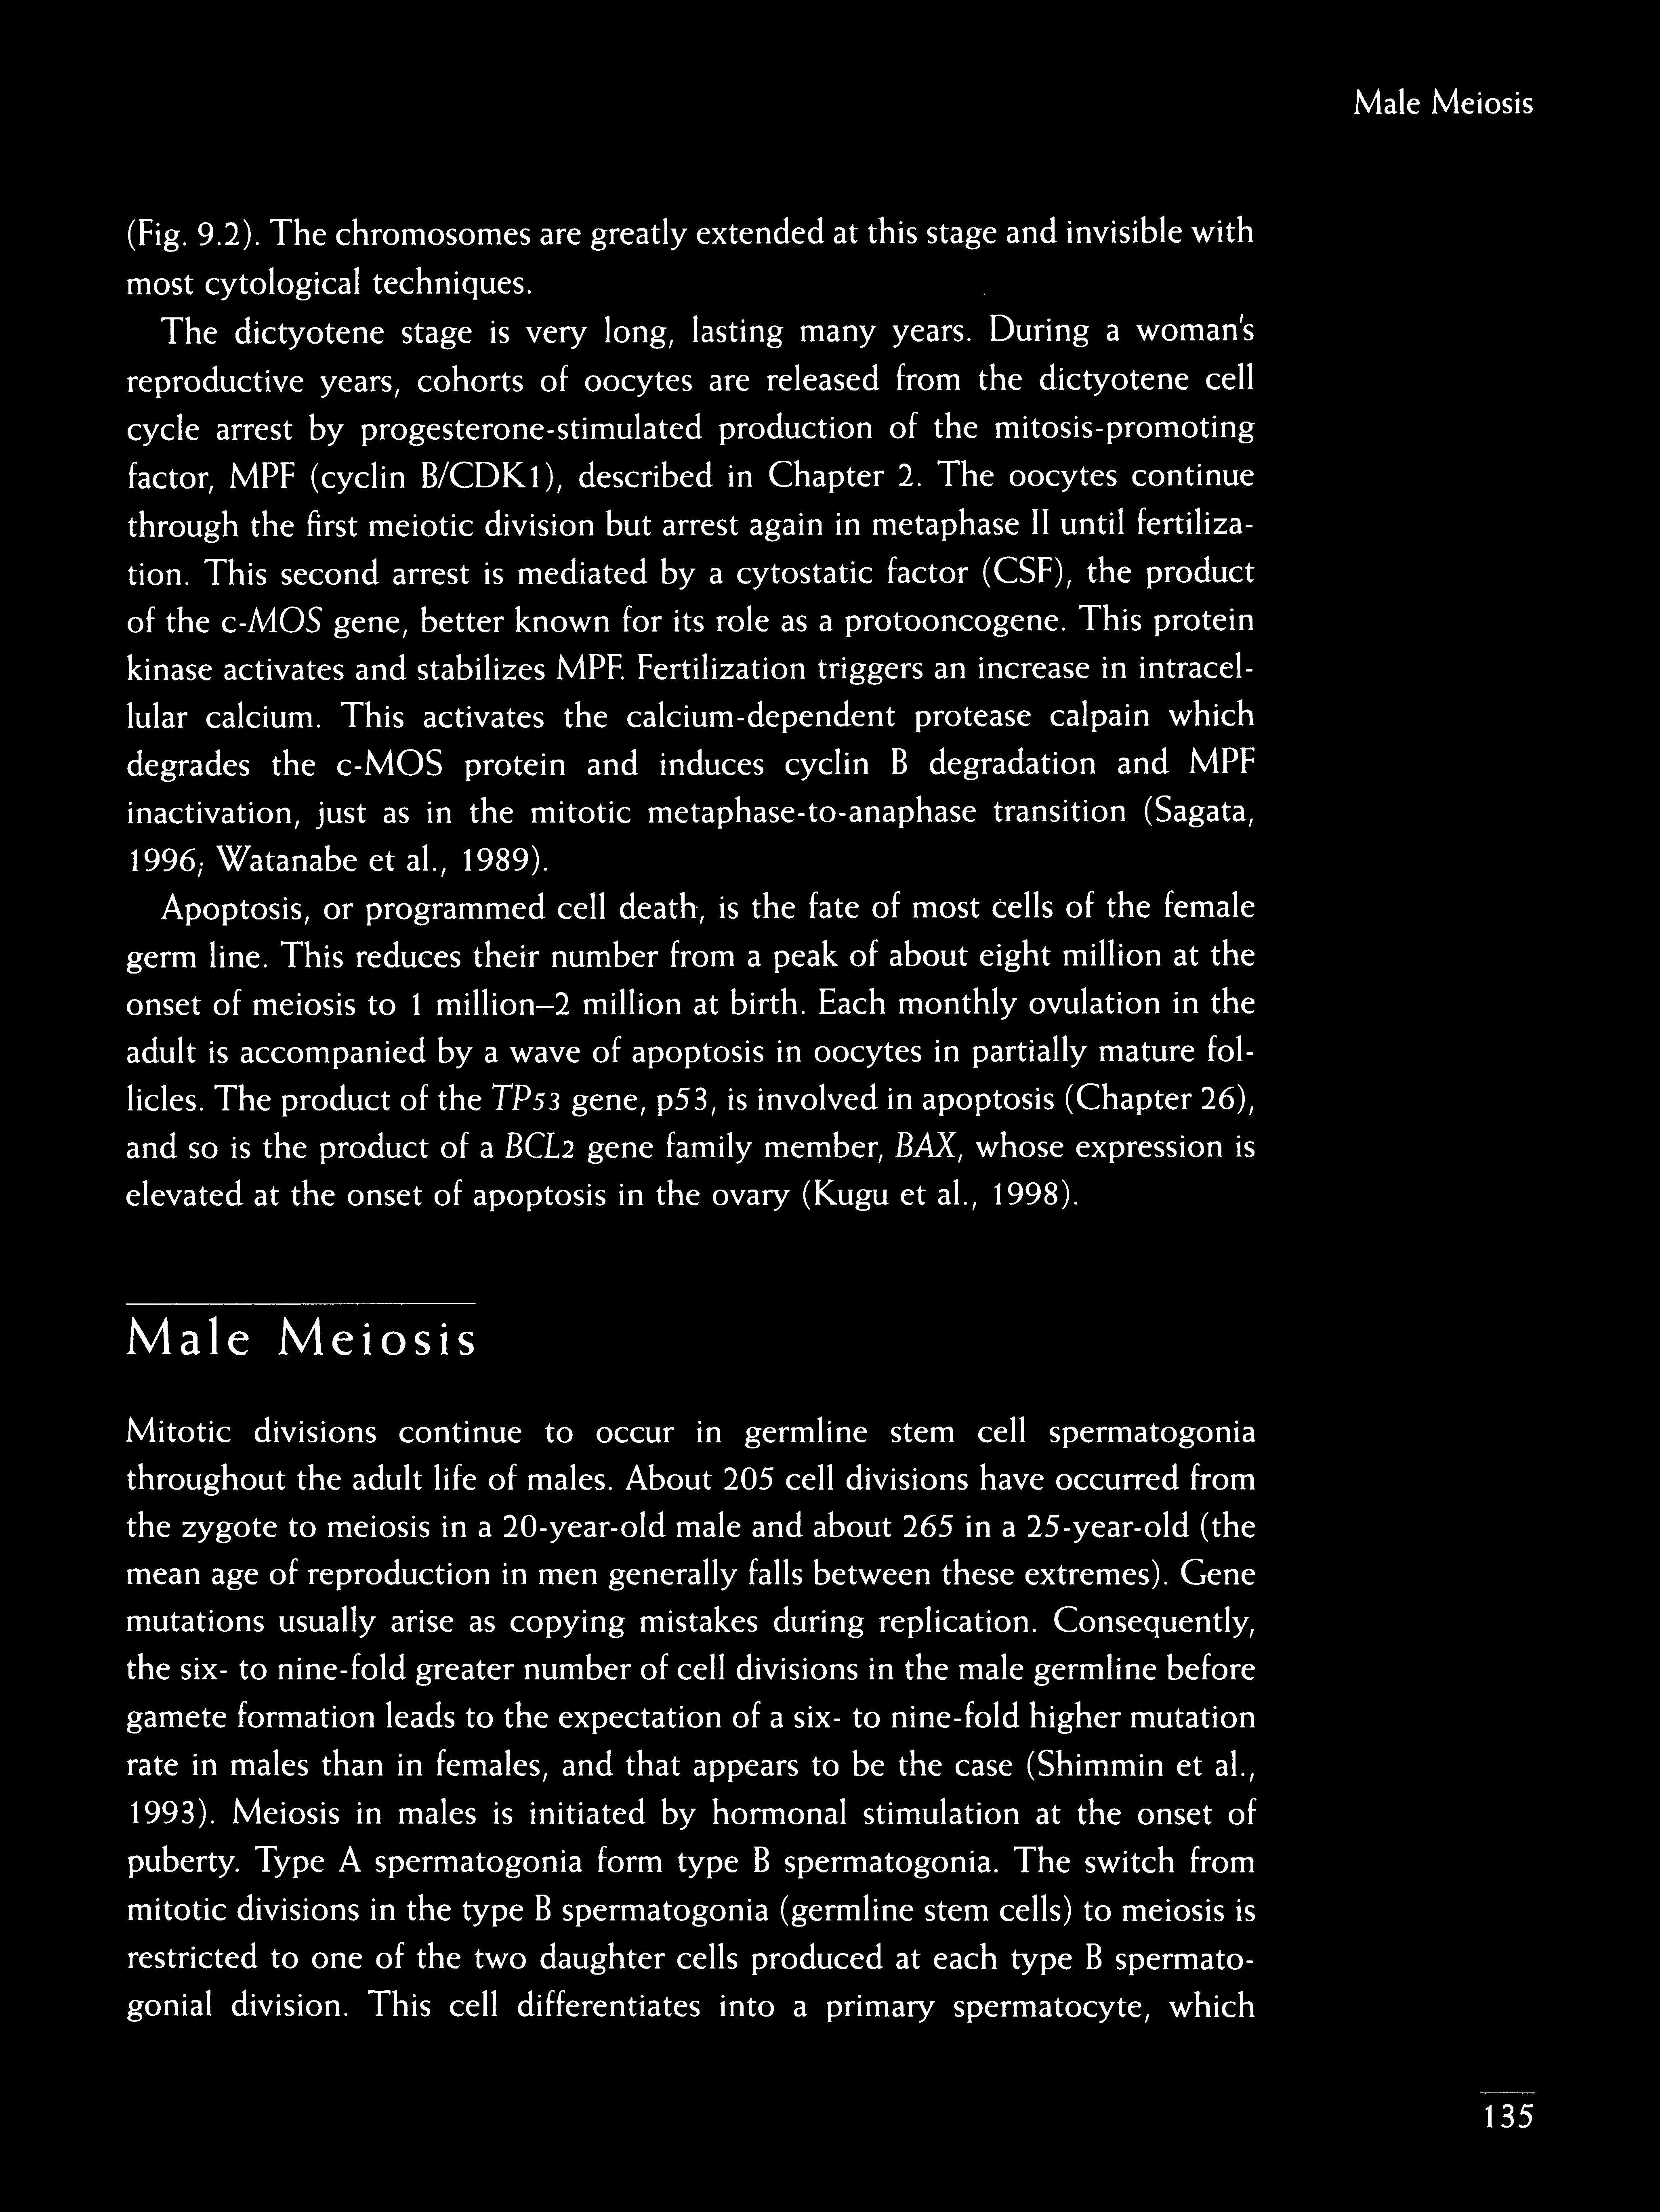 Male Meiosis
(Fig. 9.2). The chromosomes are greatly extended at this stage and invisible with
most cytological techniques.
The dictyotene stage is very long, lasting many years. During a woman's
reproductive years, cohorts of oocytes are released from the dictyotene cell
cycle arrest by progesterone-stimulated production of the mitosis-promoting
factor, MPF (cyclin B/CDK1), described in Chapter 2. The oocytes continue
through the first meiotic division but arrest again in metaphase II until fertiliza-
tion. This second arrest is mediated by a cytostatic factor (CSF), the product
of the c-MOS gene, better known for its role as a protooncogene. This protein
kinase activates and stabilizes MPF. Fertilization triggers an increase in intracel-
lular calcium. This activates the calcium-dependent protease calpain which
degrades the c-MOS protein and induces cyclin B degradation and MPF
inactivation, just as in the mitotic metaphase-to-anaphase transition (Sagata,
1996; Watanabe et al., 1989).
Apoptosis, or programmed cell death, is the fate of most cells of the female
germ line. This reduces their number from a peak of about eight million at the
onset of meiosis to 1 million–2 million at birth. Each monthly ovulation in the
adult is accompanied by a wave of apoptosis in oocytes in partially mature fol-
licles. The product of the TP53 gene, p53, is involved in apoptosis (Chapter 26),
and so is the product of a BCL2 gene family member, BAX, whose expression is
elevated at the onset of apoptosis in the ovary (Kugu et al., 1998).
Male Meiosis
Mitotic divisions continue to occur in germline stem cell spermatogonia
throughout the adult life of males. About 205 cell divisions have occurred from
the zygote to meiosis in a 20-year-old male and about 265 in a 25-year-old (the
mean age of reproduction in men generally falls between these extremes). Gene
mutations usually arise as copying mistakes during replication. Consequently,
the six- to nine-fold greater number of cell divisions in the male germline before
gamete formation leads to the expectation of a six- to nine-fold higher mutation
rate in males than in females, and that appears to be the case (Shimmin et al.,
1993). Meiosis in males is initiated by hormonal stimulation at the onset of
puberty. Type A spermatogonia form type B spermatogonia. The switch from
mitotic divisions in the type B spermatogonia (germline stem cells) to meiosis is
restricted to one of the two daughter cells produced at each type B spermato-
gonial division. This cell differentiates into a primary spermatocyte, which
135